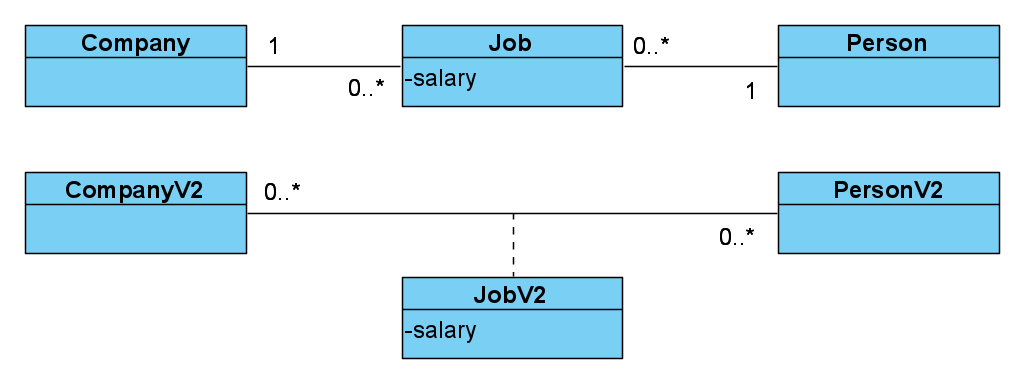 Company
1
Job
0..*
Person
-salary
0..*
1
CompanyV2
0..*
PersonV2
0..*
JobV2
-salary